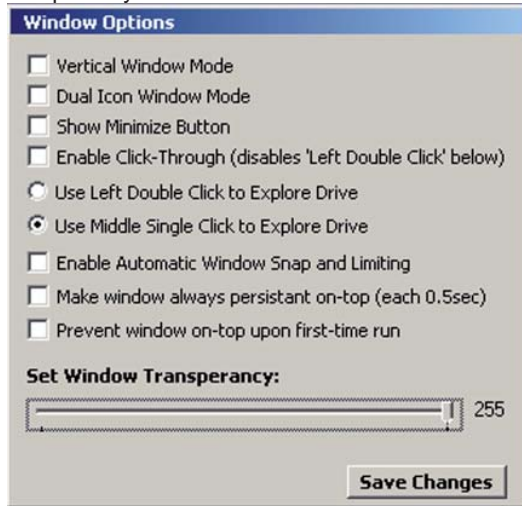 Window Options
Vertical Window Mode
Dual Icon Window Mode
Show Minimize Button
Enable Click-Through (disables 'Left Double Click' below)
Use Left Double Click to Explore Drive
Use Middle Single Click to Explore Drive
Enable Automatic Window Snap and Limiting
Make window always persistant on-top (each 0.5sec)
Prevent window on-top upon first-time run
Set Window Transperancy:
255
Save Changes